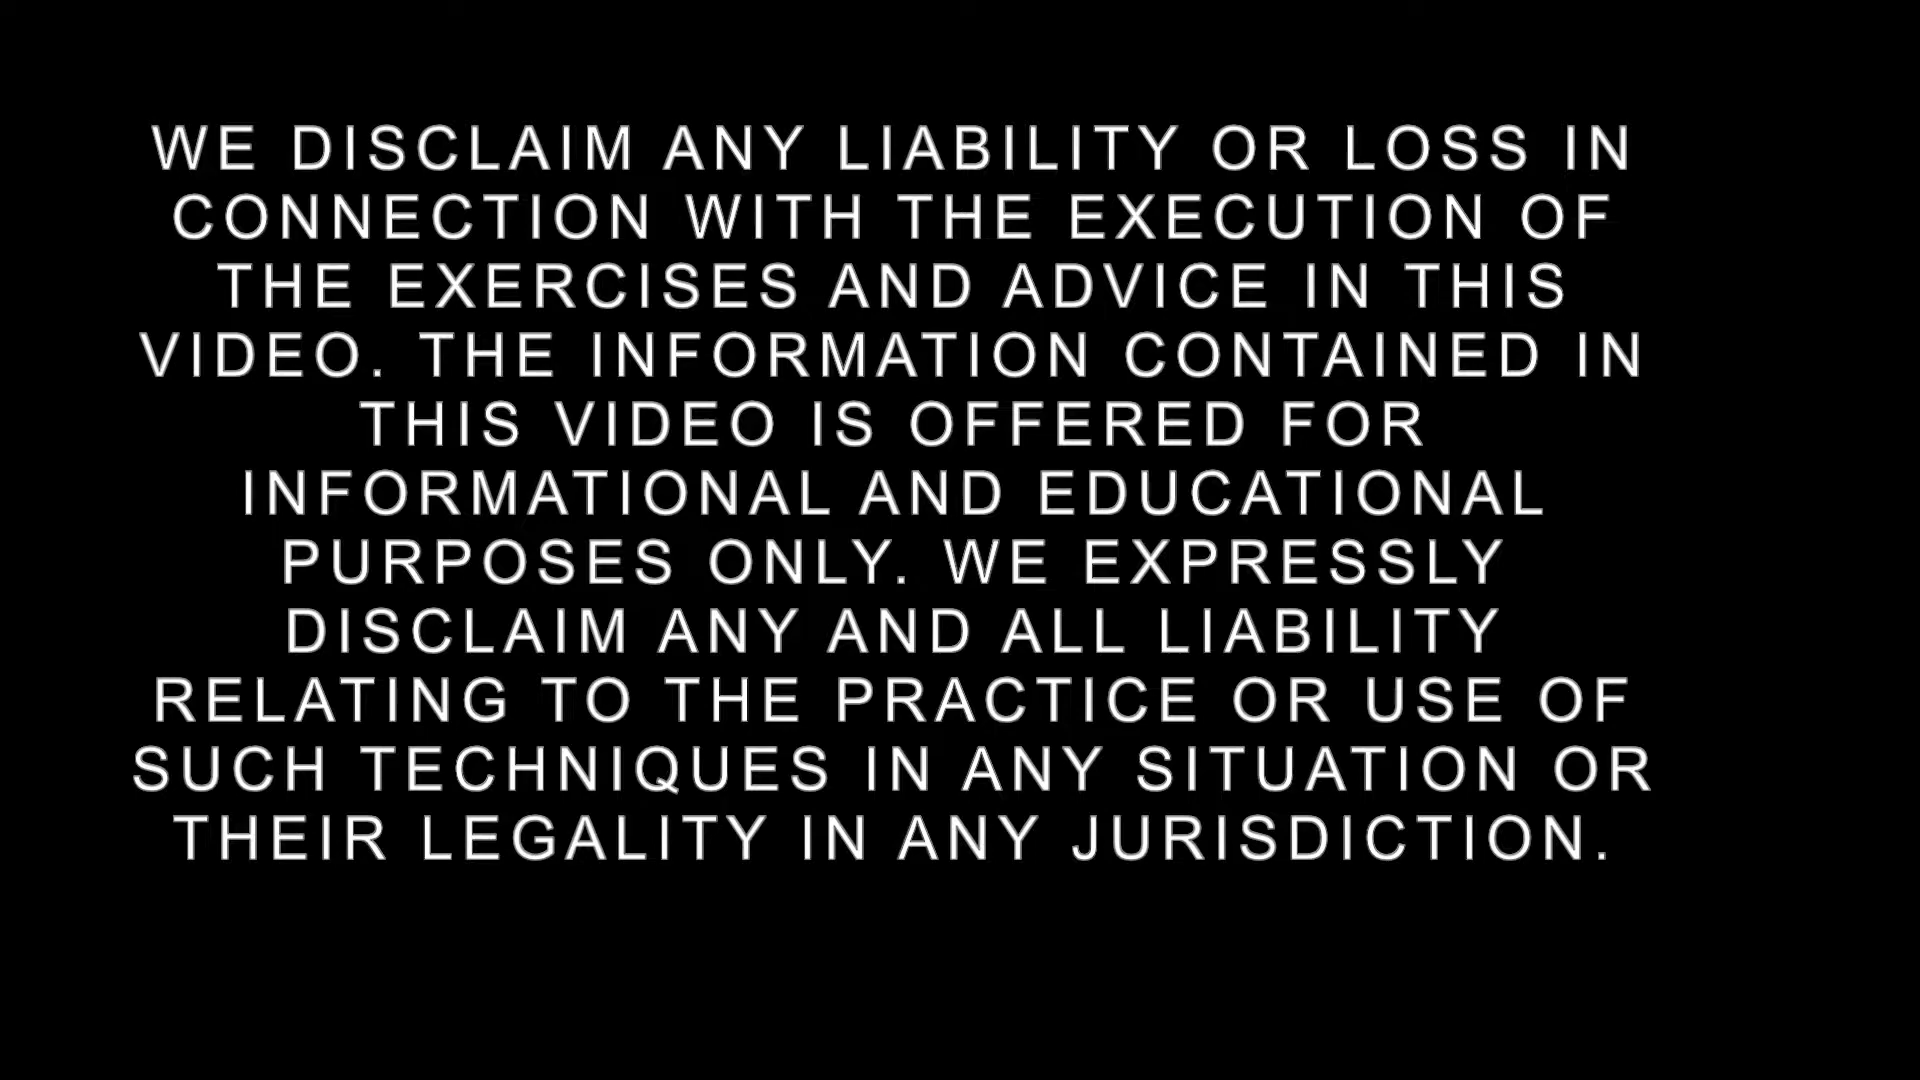 WE DISCLAIM ANY LIABILITY OR LOSS IN
CONNECTION WITH THE EXECUTION OF
THE EXERCISES AND ADVICE IN THIS
VIDEO. THE INFORMATION CONTAINED IN
THIS VIDEO IS OFFERED FOR
INFORMATIONAL AND EDUCATIONAL
PURPOSES ONLY. WE EXPRESSLY
DISCLAIM ANY AND ALL LIABILITY
RELATING TO THE PRACTICE OR USE OF
SUCH TECHNIQUES IN ANY SITUATION OR
THEIR LEGALITY IN ANY JURISDICTION.